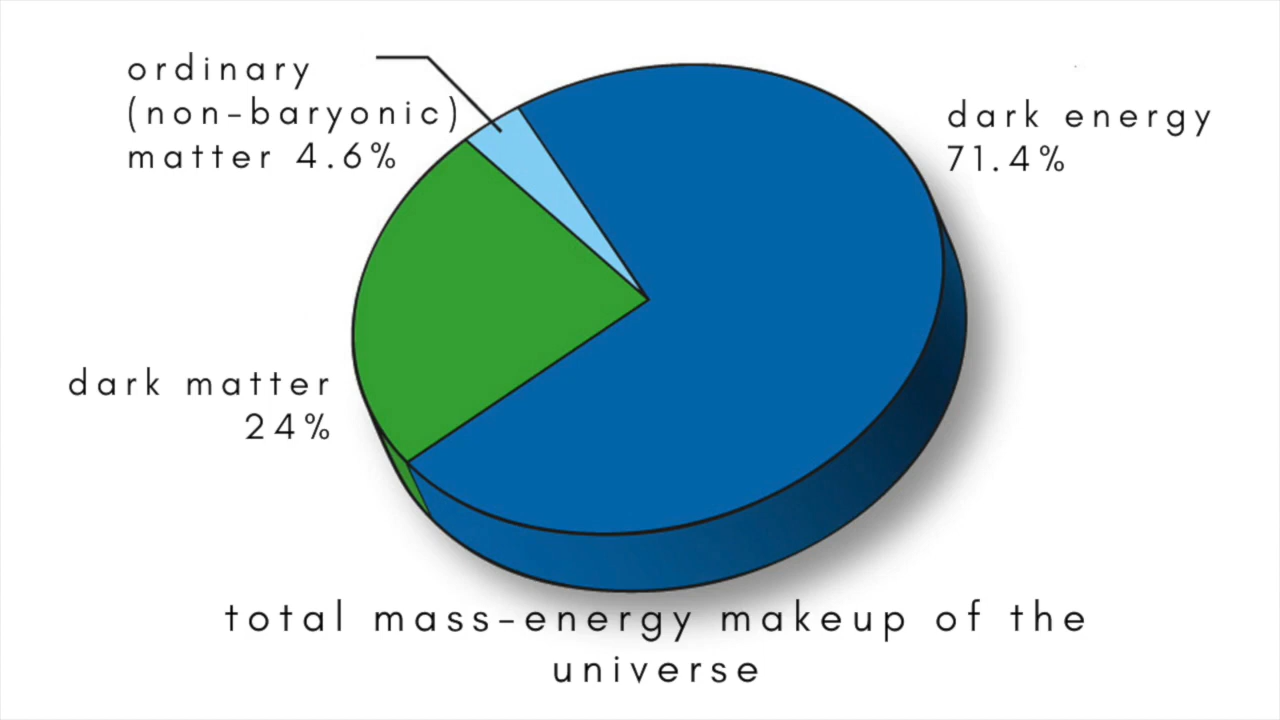 ordinary
(non-baryonic)
matter 4.6%
dark energy
71.4%
dark matter
24%
total mass-energy makeup of the
universe